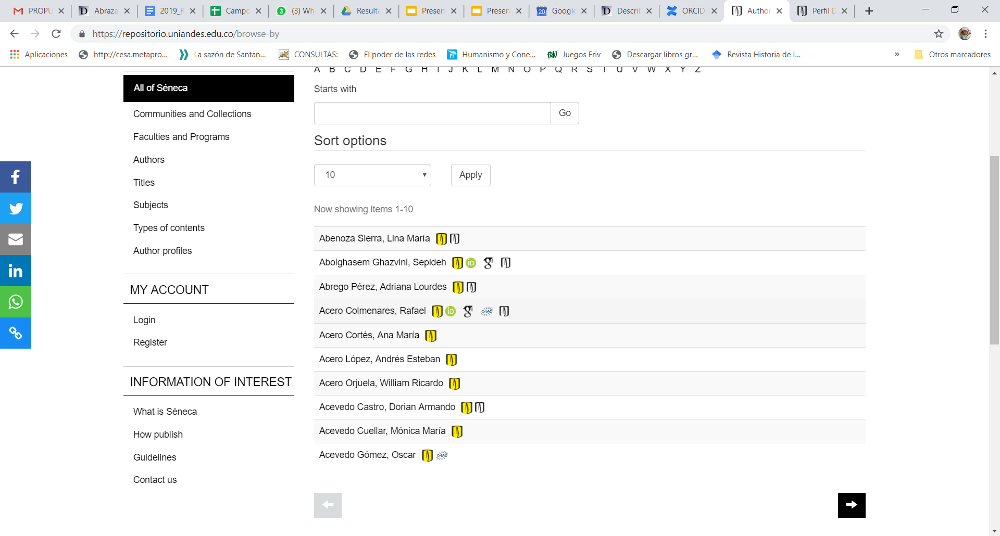 PROPU
Abraza
2019_R
Campo
(3) Wh
Resulta
Presen
Presen
Google
Describ
ORCID
Author
Perfil D
https://repositorio.uniandes.edu.co/browse-by
Aplicaciones
http://cesa.metapro...
La sazón de Santan...
CONSULTAS:
El poder de las redes
Humanismo y Cone...
Juegos Friv
Descargar libros gr...
Revista Historia de l...
»
Otros marcadores
A B C D E F G H I J K L M N O P Q R S T U V W X Y Z
All of Séneca
Communities and Collections
Faculties and Programs
Authors
Titles
Subjects
Types of contents
Author profiles
MY ACCOUNT
Login
Register
INFORMATION OF INTEREST
What is Séneca
How publish
Guidelines
Contact us
Starts with
Go
Sort options
10
Apply
Now showing items 1-10
Abenoza Sierra, Lina María
Abolghasem Ghazvini, Sepideh iD
Abrego Pérez, Adriana Lourdes
Acero Colmenares, Rafael iD
Acero Cortés, Ana María
Acero López, Andrés Esteban
Acero Orjuela, William Ricardo
Acevedo Castro, Dorian Armando
Acevedo Cuellar, Mónica María
Acevedo Gómez, Oscar